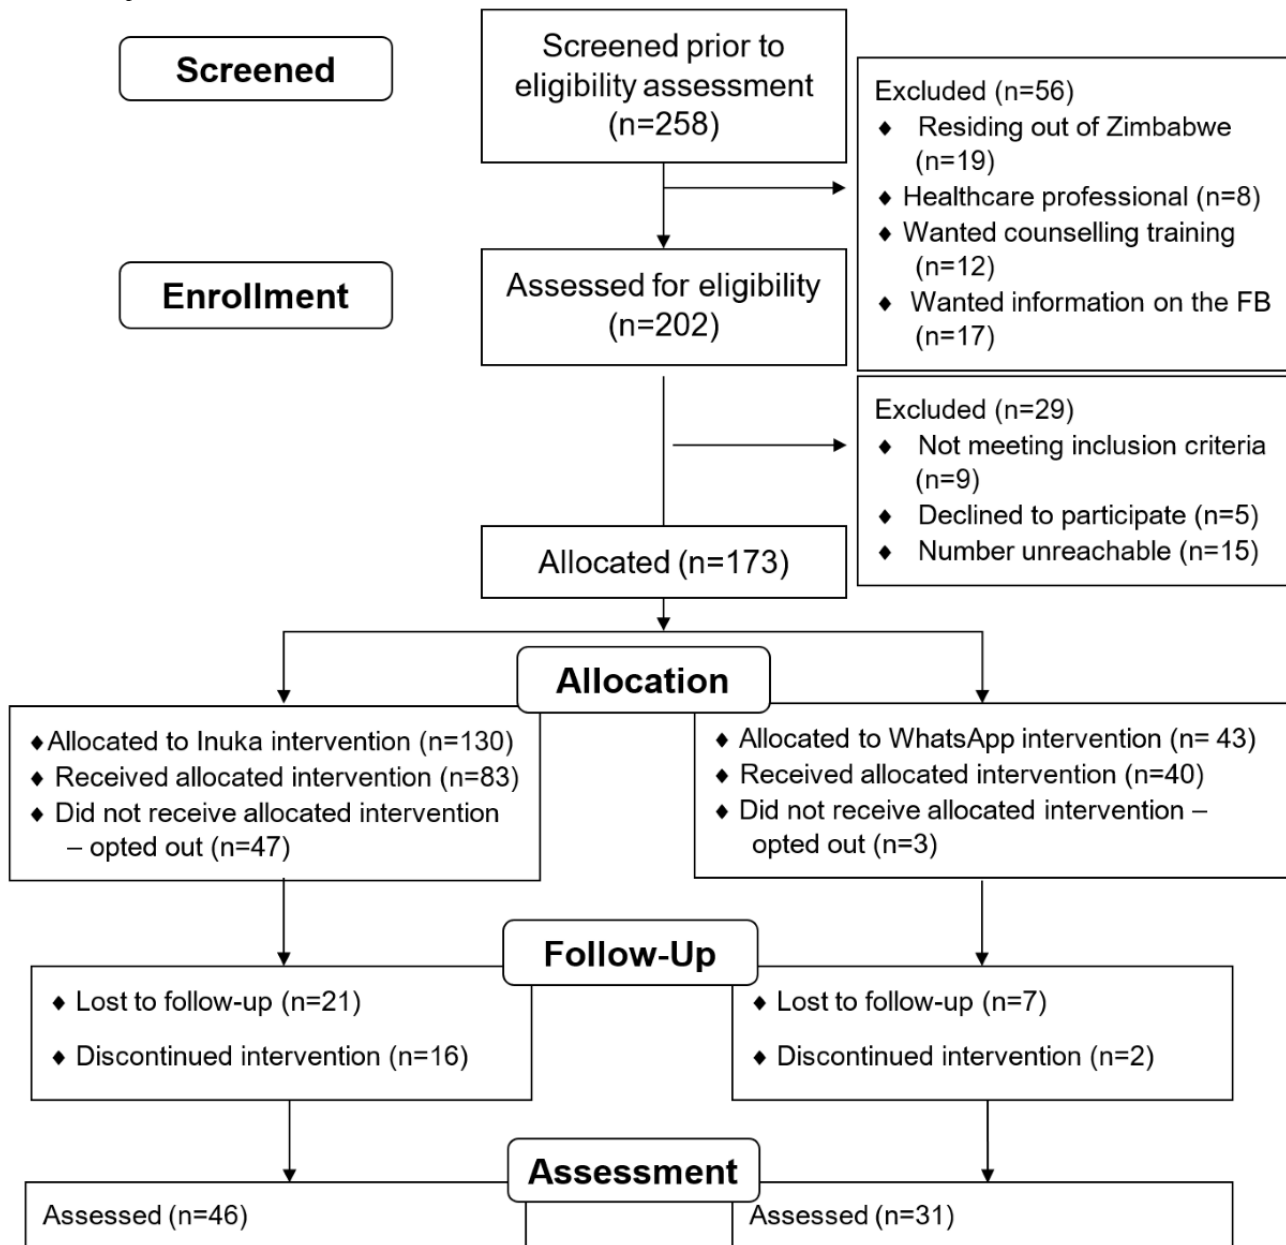 Screened
Screened prior to
eligibility assessment
(n=258)
Excluded (n=56)
♦ Residing out of Zimbabwe
(n=19)
♦ Healthcare professional (n=8)
♦ Wanted counselling training
(n=12)
♦ Wanted information on the FB
(n=17)
Enrollment
Assessed for eligibility
(n=202)
Excluded (n=29)
♦ Not meeting inclusion criteria
(n=9)
♦ Declined to participate (n=5)
♦ Number unreachable (n=15)
Allocated (n=173)
Allocation
♦Allocated to Inuka intervention (n=130)
♦ Received allocated intervention (n=83)
♦ Did not receive allocated intervention
– opted out (n=47)
♦ Allocated to WhatsApp intervention (n= 43)
♦ Received allocated intervention (n=40)
♦ Did not receive allocated intervention –
opted out (n=3)
Follow-Up
♦ Lost to follow-up (n=21)
♦ Discontinued intervention (n=16)
♦ Lost to follow-up (n=7)
♦ Discontinued intervention (n=2)
Assessment
Assessed (n=46)
Assessed (n=31)